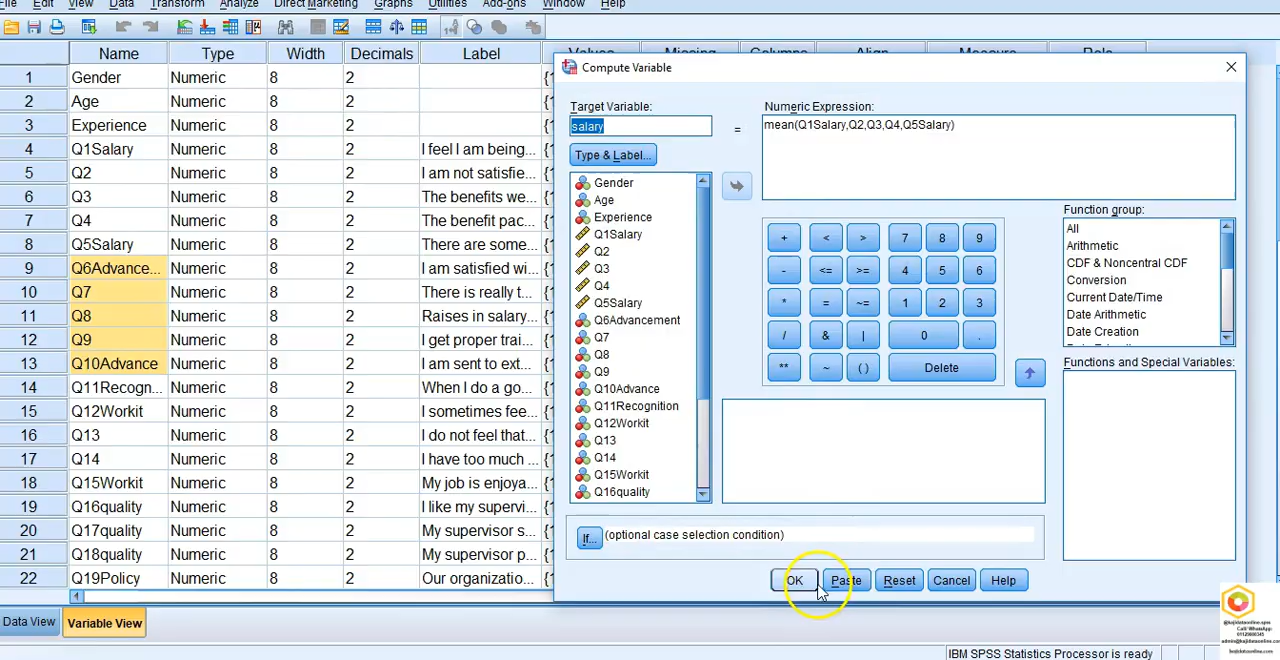 File Edit View Data Transform Analyze Direct Marketing Graphs Utilities Add-ons Window Help
Name Type Width Decimals Label Values Missing Columns Align Measure Role
1 Gender Numeric 8 2
2 Age Numeric 8 2
3 Experience Numeric 8 2
4 Q1Salary Numeric 8 2 I feel I am being...
5 Q2 Numeric 8 2 I am not satisfie...
6 Q3 Numeric 8 2 The benefits we...
7 Q4 Numeric 8 2 The benefit pac...
8 Q5Salary Numeric 8 2 There are some...
9 Q6Advance... Numeric 8 2 I am satisfied wi...
10 Q7 Numeric 8 2 There is really t...
11 Q8 Numeric 8 2 Raises in salary...
12 Q9 Numeric 8 2 I get proper trai...
13 Q10Advance Numeric 8 2 I am sent to ext...
14 Q11Recogn... Numeric 8 2 When I do a go...
15 Q12Workit Numeric 8 2 I sometimes fee...
16 Q13 Numeric 8 2 I do not feel that...
17 Q14 Numeric 8 2 I have too much ...
18 Q15Workit Numeric 8 2 My job is enjoya...
19 Q16quality Numeric 8 2 I like my supervi...
20 Q17quality Numeric 8 2 My supervisor s...
21 Q18quality Numeric 8 2 My supervisor p...
22 Q19Policy Numeric 8 2 Our organizatio...
Data View Variable View
Compute Variable
Target Variable:
salary
=
Type & Label...
Numeric Expression:
mean(Q1Salary,Q2,Q3,Q4,Q5Salary)
Gender
Age
Experience
Q1Salary
Q2
Q3
Q4
Q5Salary
Q6Advancement
Q7
Q8
Q9
Q10Advance
Q11Recognition
Q12Workit
Q13
Q14
Q15Workit
Q16quality
+ < > 7 8 9
- <= >= 4 5 6
* = ~= 1 2 3
/ & | 0 .
** ~ ( ) Delete
Function group:
All
Arithmetic
CDF & Noncentral CDF
Conversion
Current Date/Time
Date Arithmetic
Date Creation
Functions and Special Variables:
If... (optional case selection condition)
OK Paste Reset Cancel Help
IBM SPSS Statistics Processor is ready